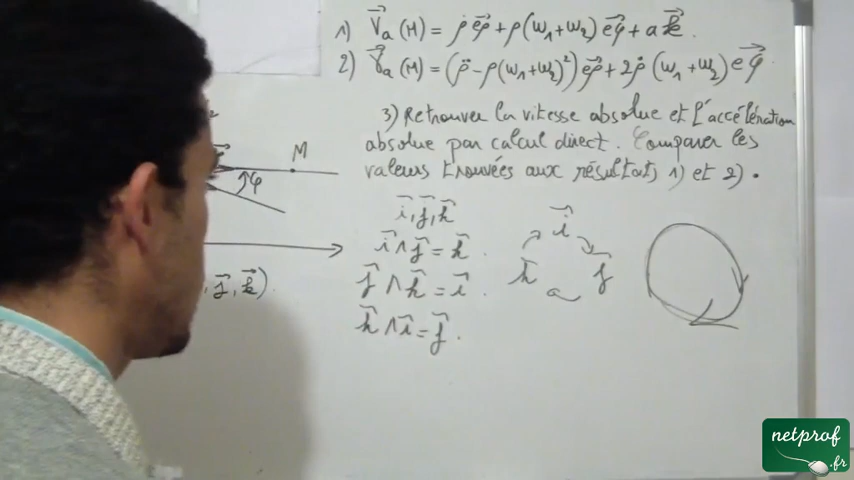 1) V⃗a (M) = ρ̇ e⃗ρ + ρ(ω₁+ω₂) e⃗φ + a k⃗.
2) γ⃗a (M) = (ρ̈ - ρ(ω₁+ω₂)²) e⃗ρ + 2ρ̇ (ω₁+ω₂) e⃗φ.
3) Retrouver la vitesse absolue et l'accélération
absolue par calcul direct. Comparer les
valeurs trouvées aux résultats 1) et 2).
M
φ
i⃗, j⃗, k⃗
i⃗ ∧ j⃗ = k⃗.
j⃗ ∧ k⃗ = i⃗.
k⃗ ∧ i⃗ = j⃗.
i⃗
k⃗ j⃗
, j⃗, k⃗).
netprof
.fr